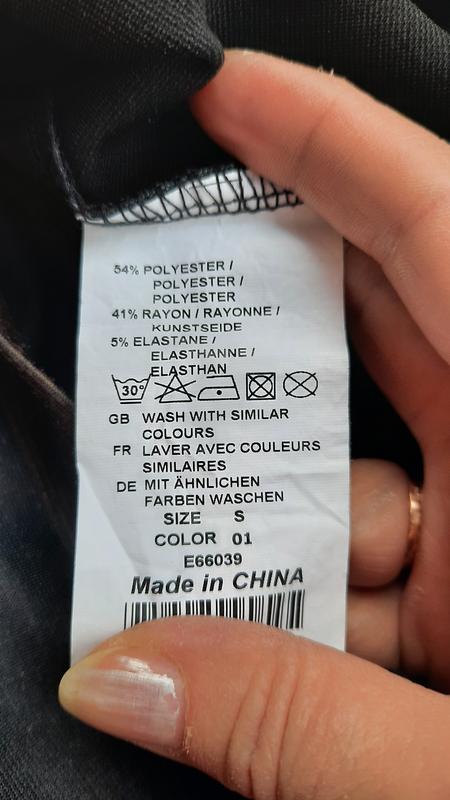 54% POLYESTER /
POLYESTER /
POLYESTER
41% RAYON / RAYONNE /
KUNSTSEIDE
5% ELASTANE /
ELASTHANNE /
ELASTHAN
30°
GB WASH WITH SIMILAR
COLOURS
FR LAVER AVEC COULEURS
SIMILAIRES
DE MIT ÄHNLICHEN
FARBEN WASCHEN
SIZE S
COLOR 01
E66039
Made in CHINA